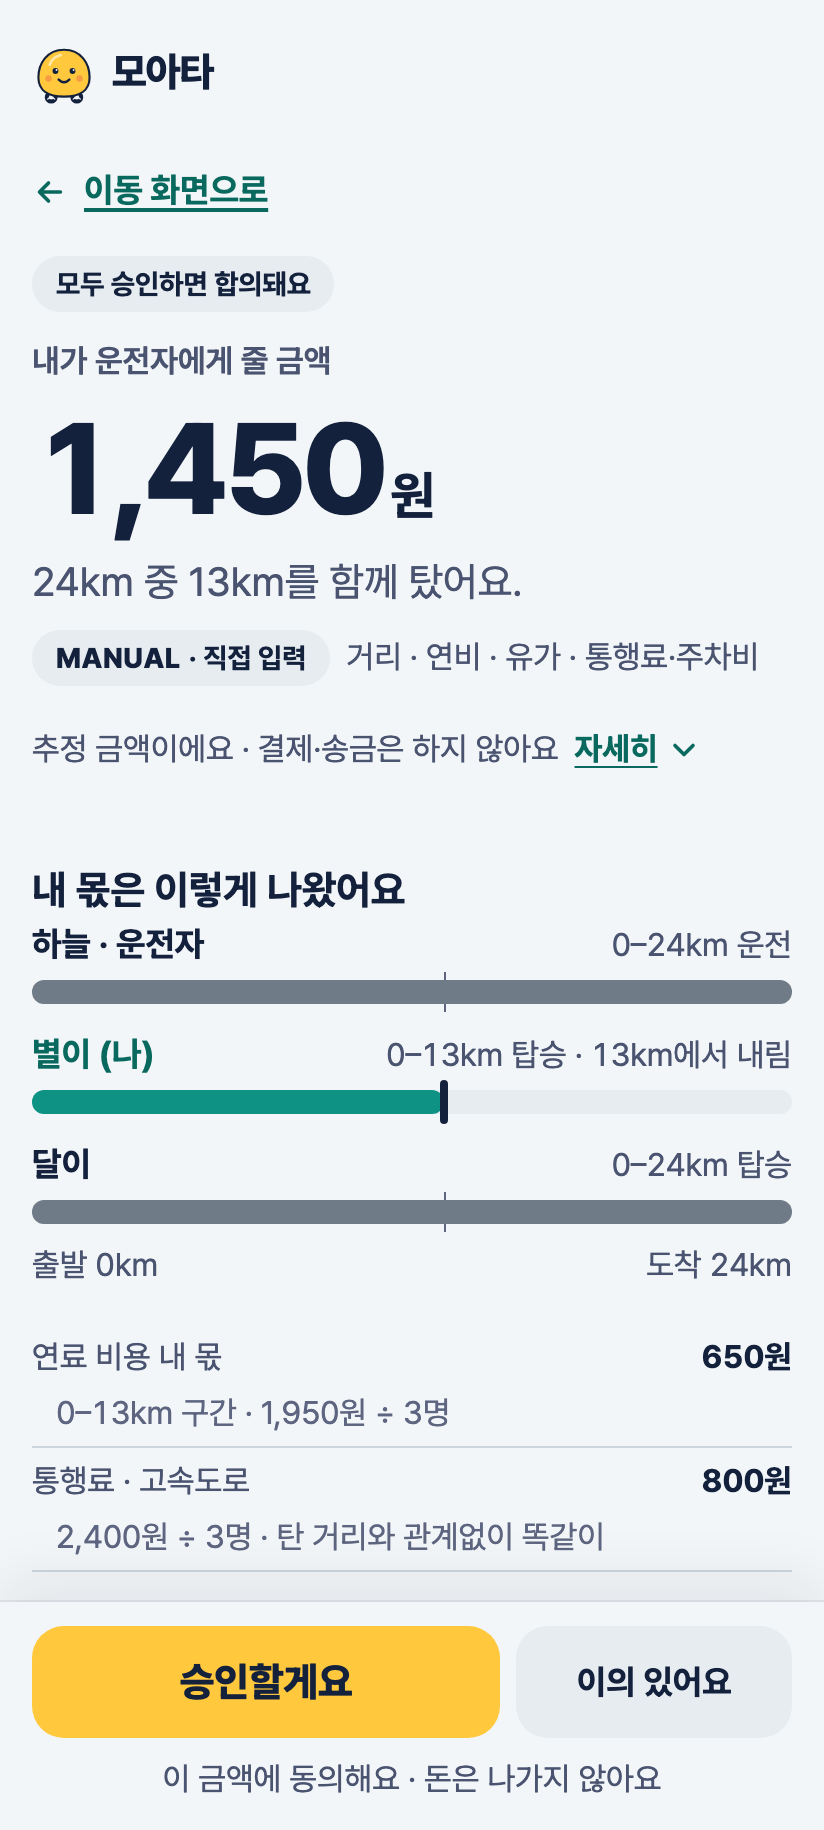 모아타
← 이동 화면으로
모두 승인하면 합의돼요
내가 운전자에게 줄 금액
1,450원
24km 중 13km를 함께 탔어요.
MANUAL · 직접 입력 거리 · 연비 · 유가 · 통행료·주차비
추정 금액이에요 · 결제·송금은 하지 않아요 자세히
내 몫은 이렇게 나왔어요
하늘 · 운전자 0–24km 운전
별이 (나) 0–13km 탑승 · 13km에서 내림
달이 0–24km 탑승
출발 0km 도착 24km
연료 비용 내 몫 650원
0–13km 구간 · 1,950원 ÷ 3명
통행료 · 고속도로 800원
2,400원 ÷ 3명 · 탄 거리와 관계없이 똑같이
승인할게요 이의 있어요
이 금액에 동의해요 · 돈은 나가지 않아요